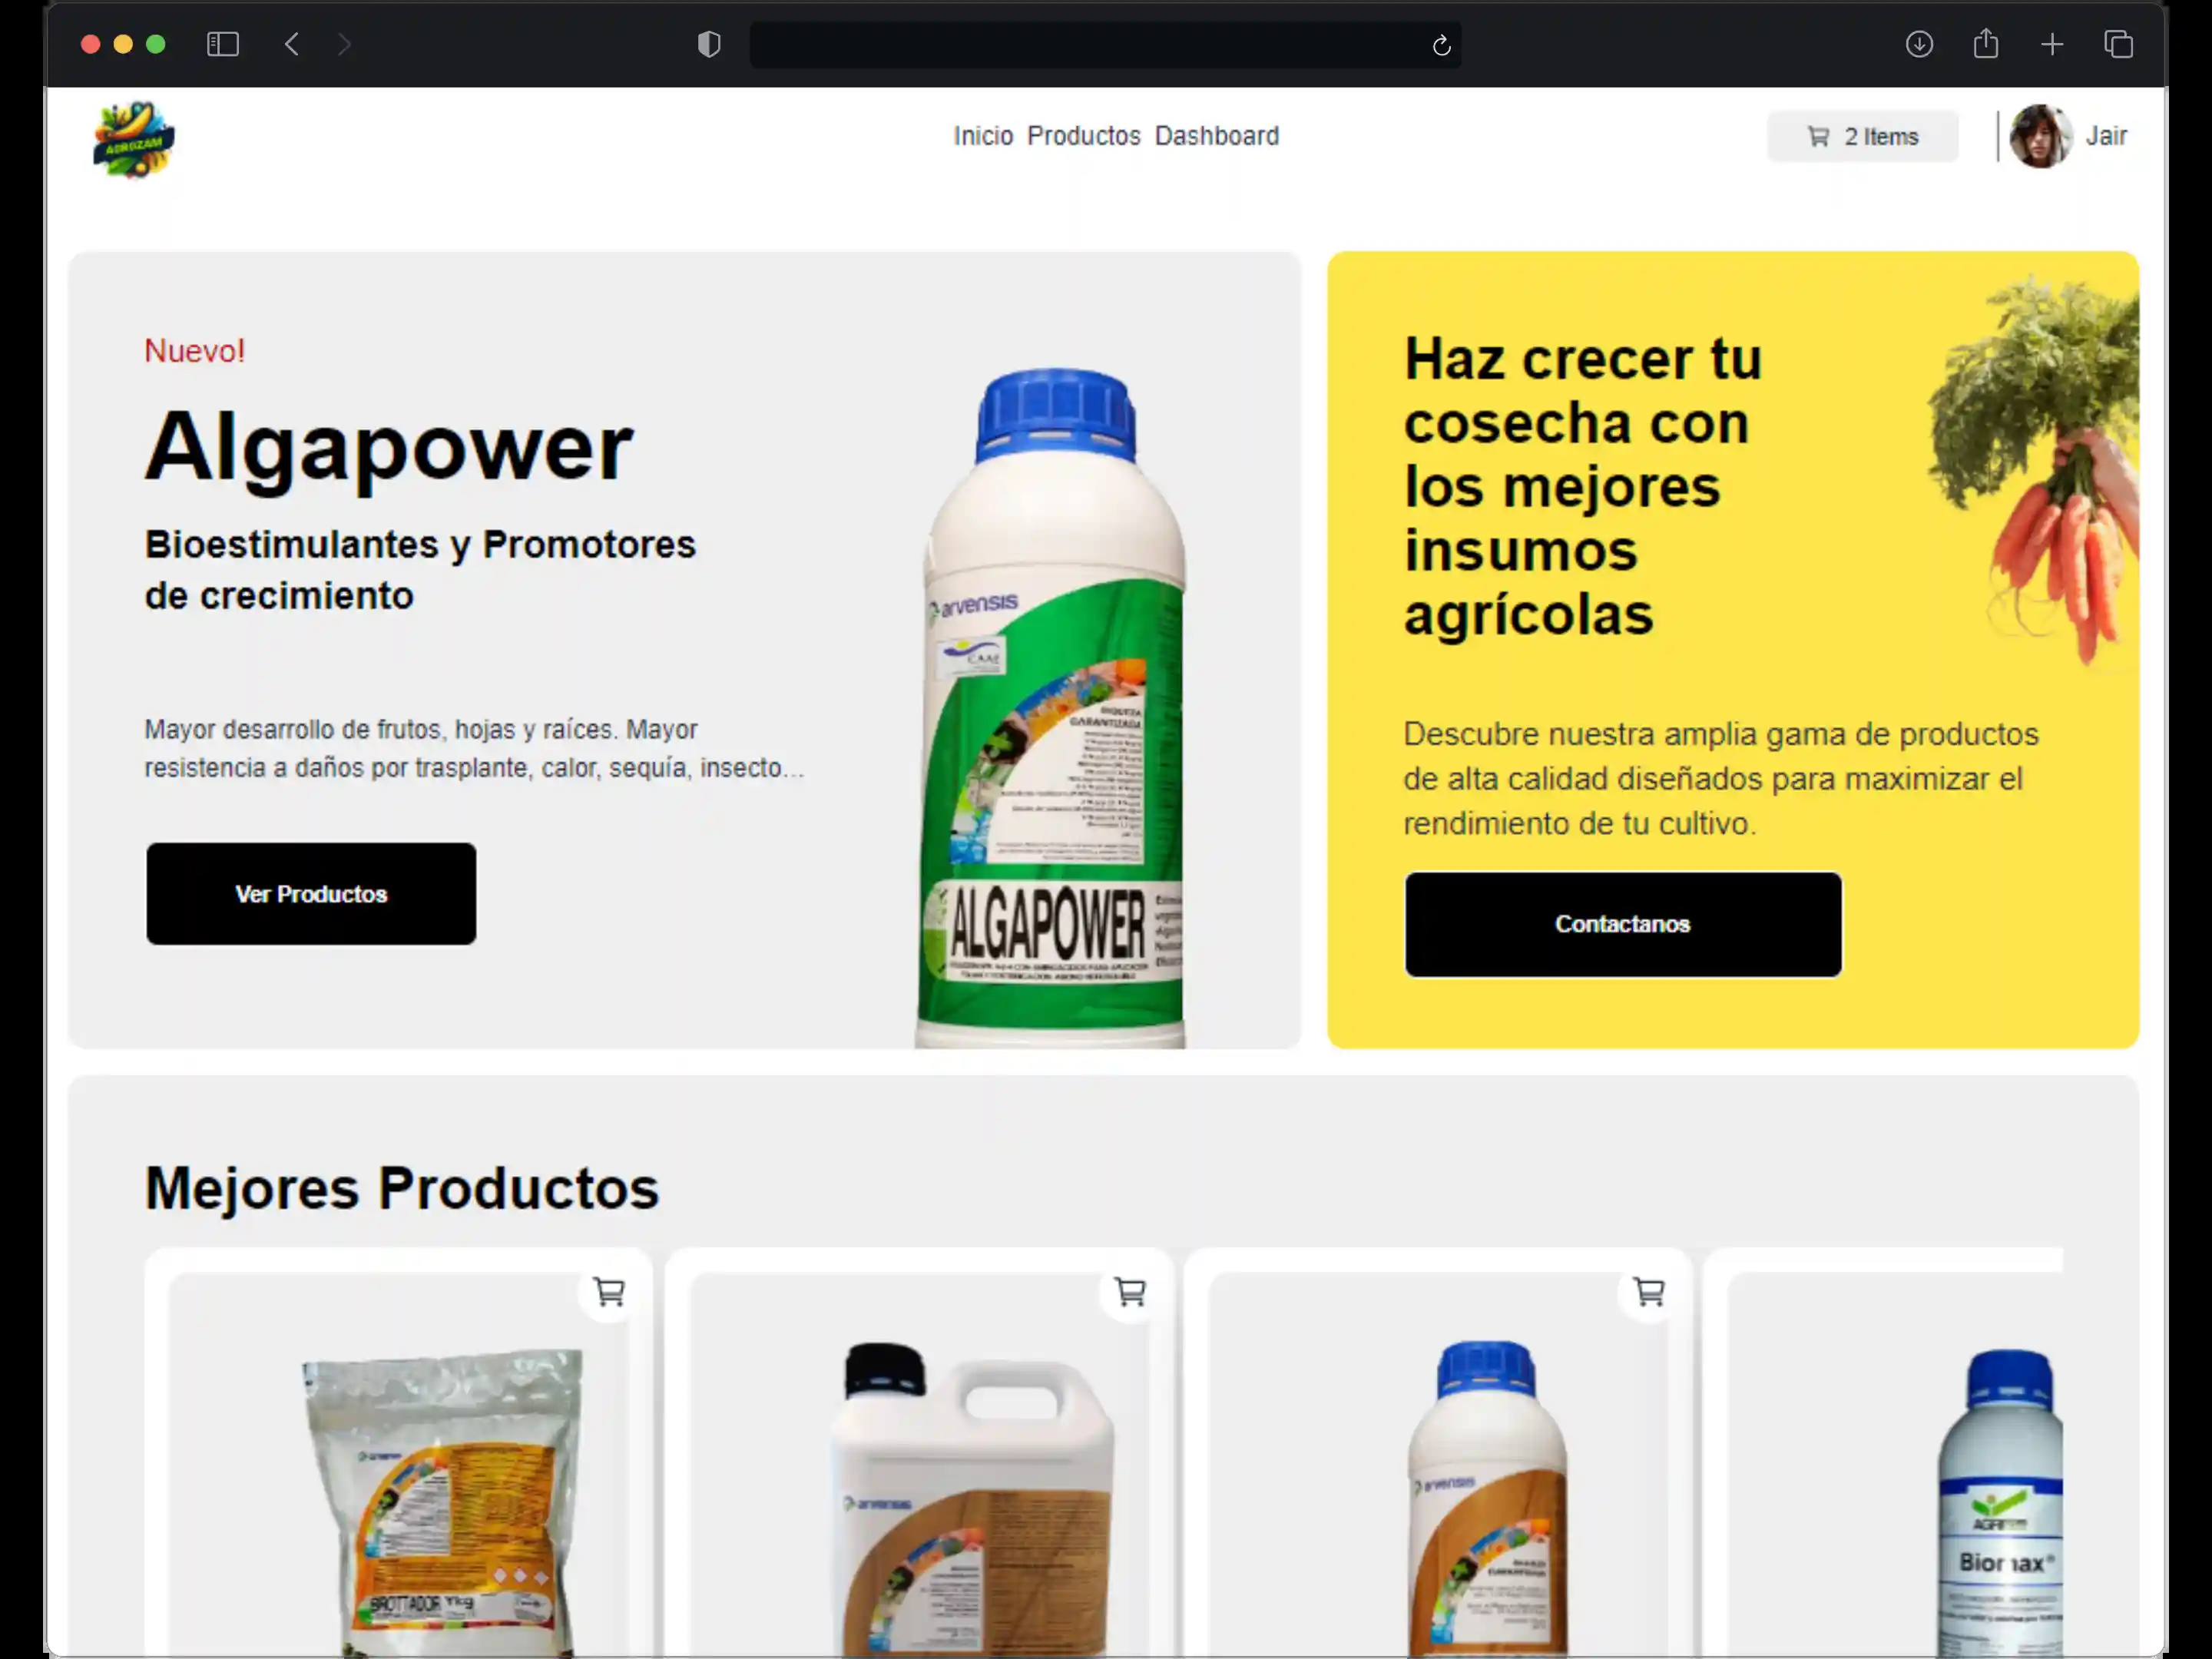 AGROZAM
Inicio Productos Dashboard
2 Items
Jair
Nuevo!
Algapower
Bioestimulantes y Promotores
de crecimiento
Mayor desarrollo de frutos, hojas y raíces. Mayor
resistencia a daños por trasplante, calor, sequía, insecto...
Ver Productos
arvensis
CAAE
RIQUEZA
GARANTIZADA
ALGAPOWER
Haz crecer tu
cosecha con
los mejores
insumos
agrícolas
Descubre nuestra amplia gama de productos
de alta calidad diseñados para maximizar el
rendimiento de tu cultivo.
Contactanos
Mejores Productos
arvensis
BROTTADOR 1kg
arvensis
arvensis